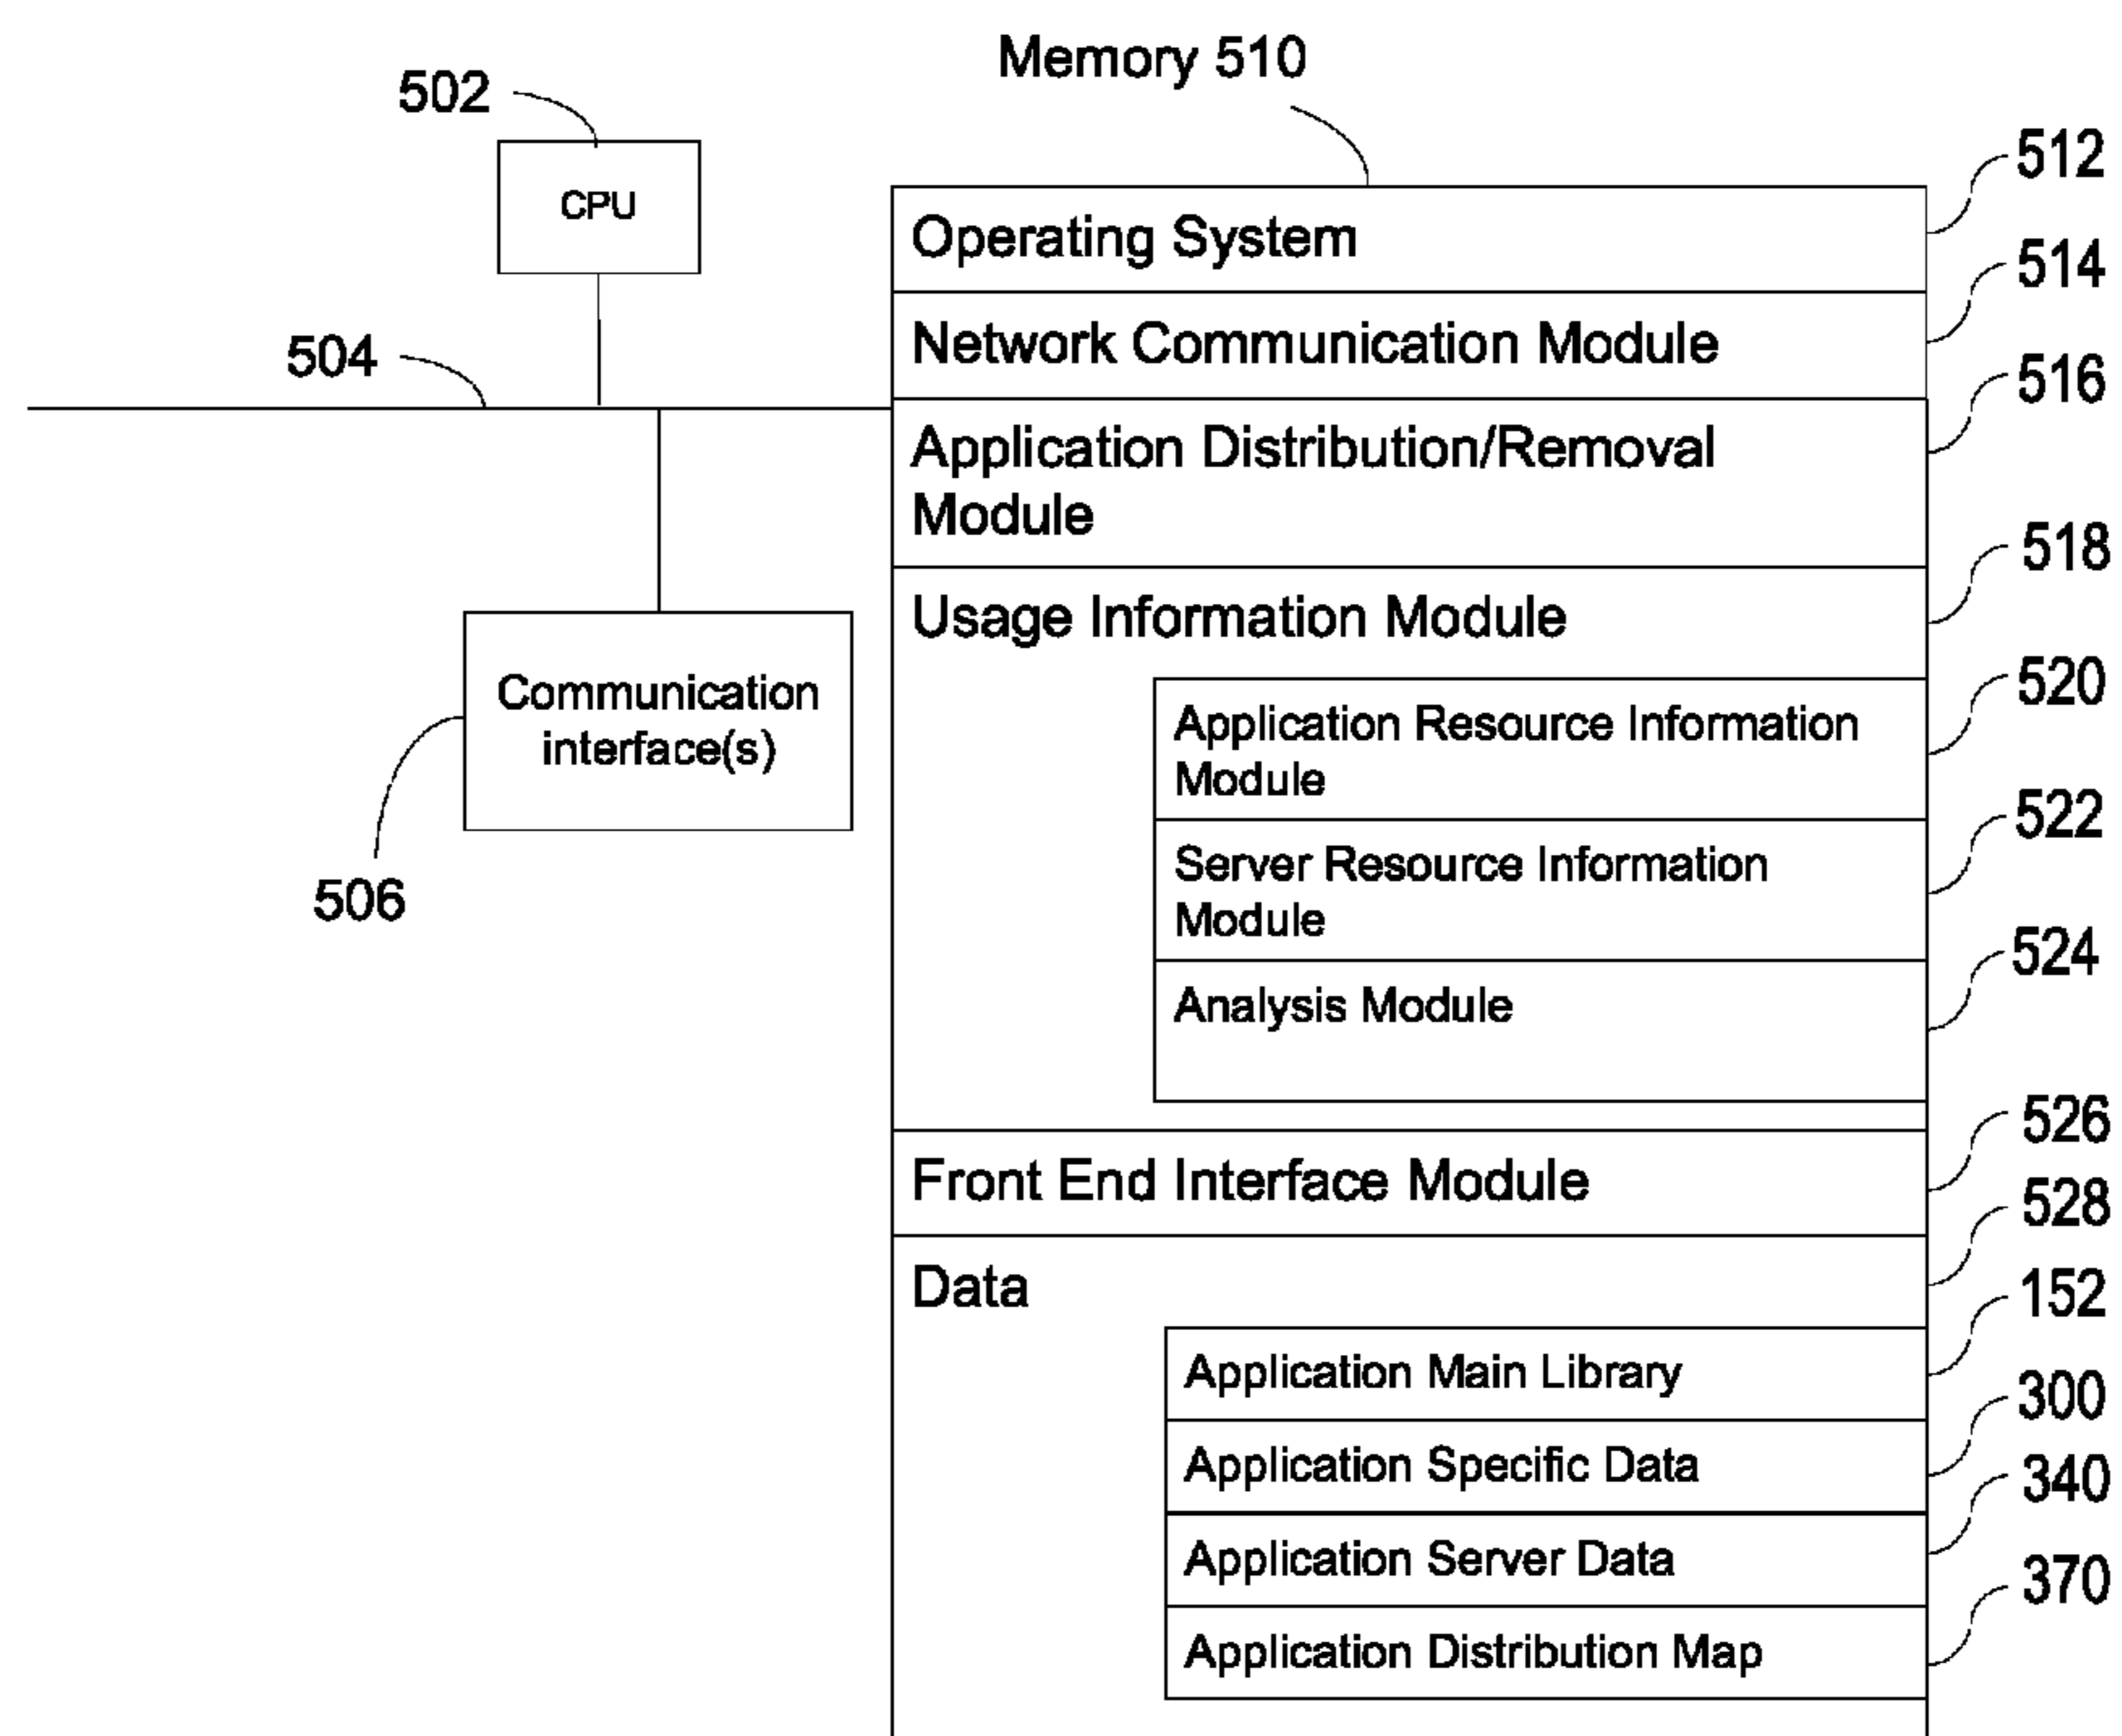 Memory 510
502
CPU
504
Communication
interface(s)
506
Operating System
512
Network Communication Module
514
Application Distribution/Removal
Module
516
Usage Information Module
518
Application Resource Information
Module
520
Server Resource Information
Module
522
Analysis Module
524
Front End Interface Module
526
Data
528
Application Main Library
152
Application Specific Data
300
Application Server Data
340
Application Distribution Map
370